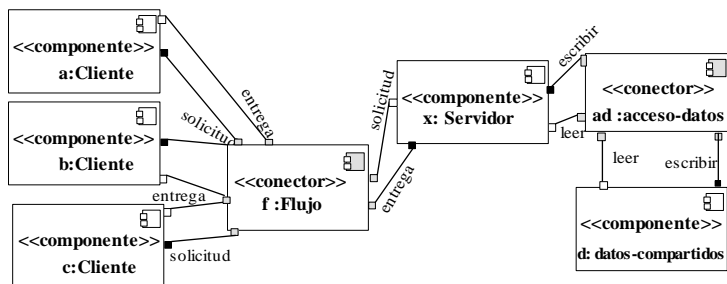 <<componente>>
a:Cliente
<<componente>>
b:Cliente
<<componente>>
c:Cliente
solicitud
entrega
entrega
solicitud
<<conector>>
f :Flujo
solicitud
entrega
<<componente>>
x: Servidor
escribir
leer
<<conector>>
ad :acceso-datos
leer
escribir
<<componente>>
d: datos-compartidos